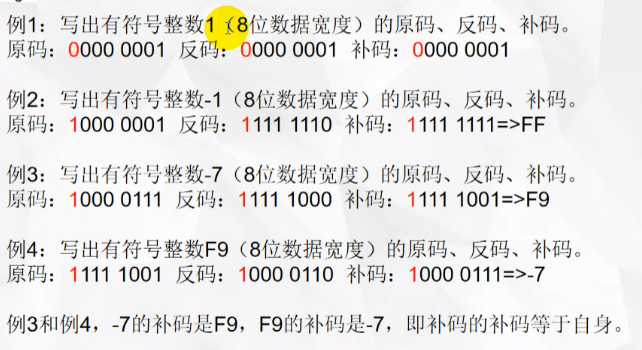 例1：写出有符号整数1（8位数据宽度）的原码、反码、补码。
原码：0000 0001 反码：0000 0001 补码：0000 0001
例2：写出有符号整数-1（8位数据宽度）的原码、反码、补码。
原码：1000 0001 反码：1111 1110 补码：1111 1111=>FF
例3：写出有符号整数-7（8位数据宽度）的原码、反码、补码。
原码：1000 0111 反码：1111 1000 补码：1111 1001=>F9
例4：写出有符号整数F9（8位数据宽度）的原码、反码、补码。
原码：1111 1001 反码：1000 0110 补码：1000 0111=>-7
例3和例4，-7的补码是F9，F9的补码是-7，即补码的补码等于自身。